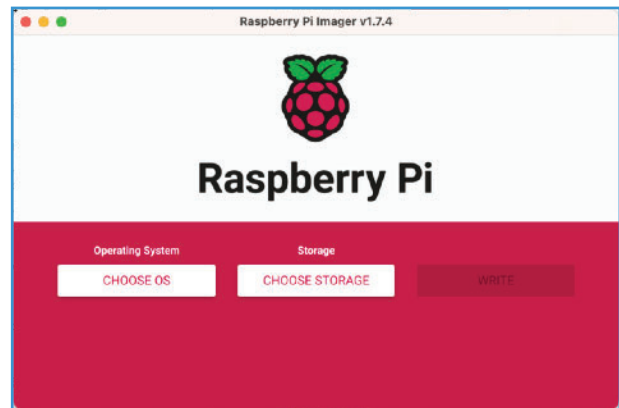 Raspberry Pi Imager v1.7.4
Raspberry Pi
Operating System
Storage
CHOOSE OS
CHOOSE STORAGE
WRITE